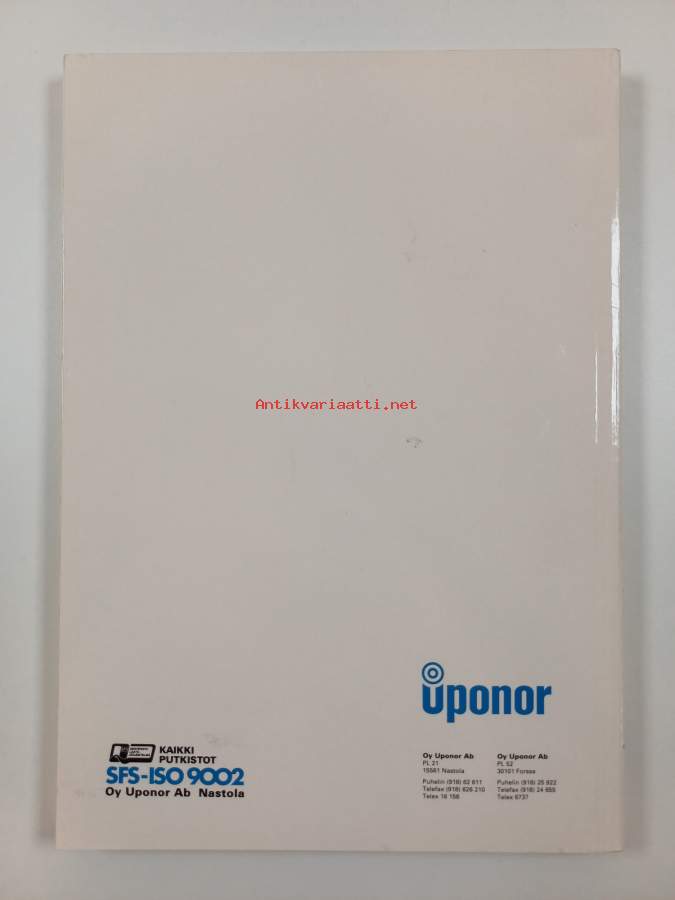 Antikvariaatti.net
uponor
KAIKKI
PUTKISTOT
SFS-ISO 9002
Oy Uponor Ab Nastola
Oy Uponor Ab
PL 21
15561 Nastola
Puhelin (918) 62 611
Telefax (918) 626 210
Telex 16 156
Oy Uponor Ab
PL 52
30101 Forssa
Puhelin (916) 25 922
Telefax (916) 24 655
Telex 6737